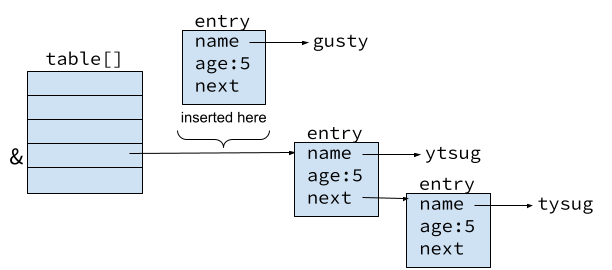 entry
name
gusty
age:5
next
table[]
inserted here
&
entry
name
ytsug
age:5
next
entry
name
tysug
age:5
next